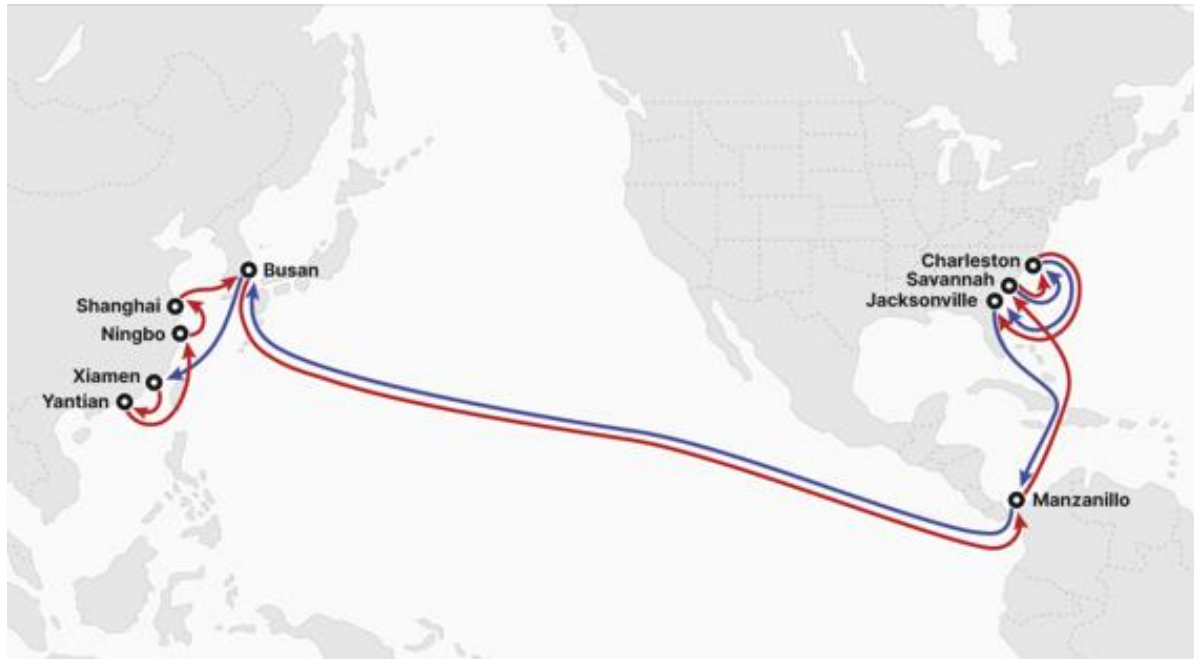 Busan
Shanghai
Ningbo
Xiamen
Yantian
Charleston
Savannah
Jacksonville
Manzanillo